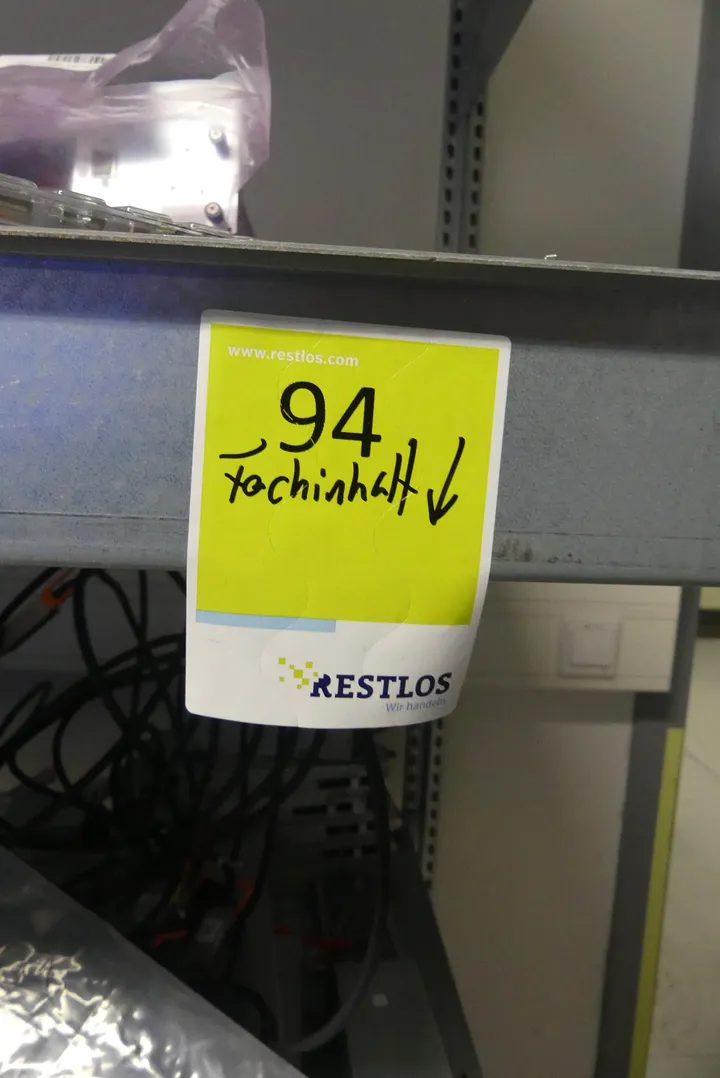 www.restlos.com
94
Fachinhalt ↓
RESTLOS
Wir handeln.